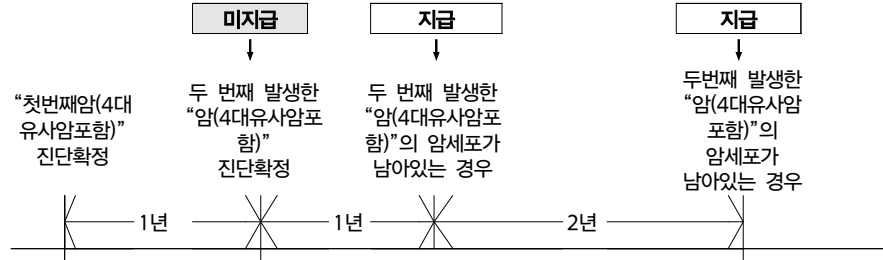 미지급
지급
지급
“첫번째암(4대
유사암포함)”
진단확정
두 번째 발생한
“암(4대유사암포
함)”
진단확정
두 번째 발생한
“암(4대유사암포
함)”의 암세포가
남아있는 경우
두번째 발생한
“암(4대유사암
포함)”의
암세포가
남아있는 경우
1년
1년
2년